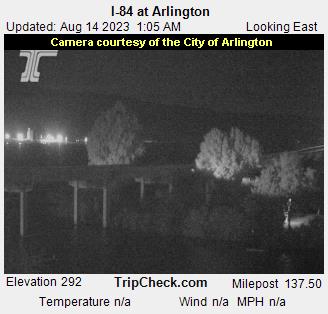 I-84 at Arlington
Updated: Aug 14 2023 1:05 AM Looking East
Camera courtesy of the City of Arlington
Elevation 292 TripCheck.com Milepost 137.50
Temperature n/a Wind n/a MPH n/a